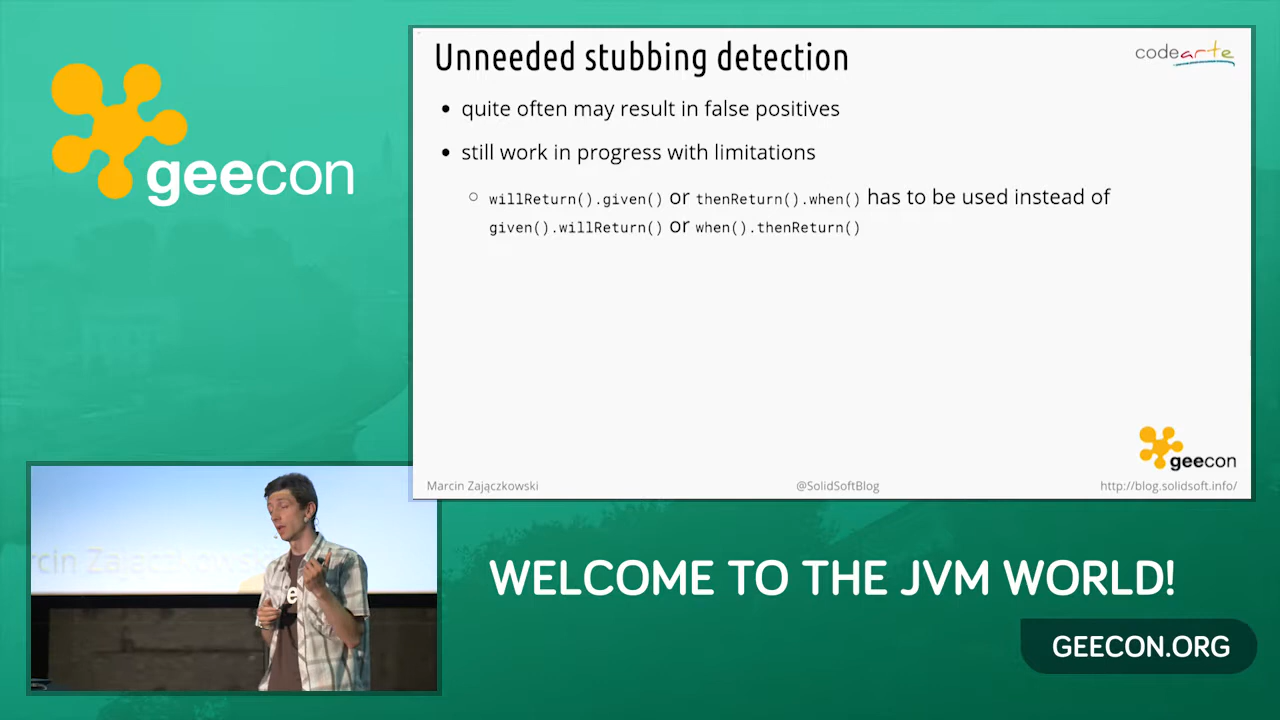 geecon
Unneeded stubbing detection
codearte
quite often may result in false positives
still work in progress with limitations
willReturn().given() or thenReturn().when() has to be used instead of
given().willReturn() or when().thenReturn()
geecon
Marcin Zajączkowski
@SolidSoftBlog
http://blog.solidsoft.info/
rcin Zajączkowski
WELCOME TO THE JVM WORLD!
GEECON.ORG